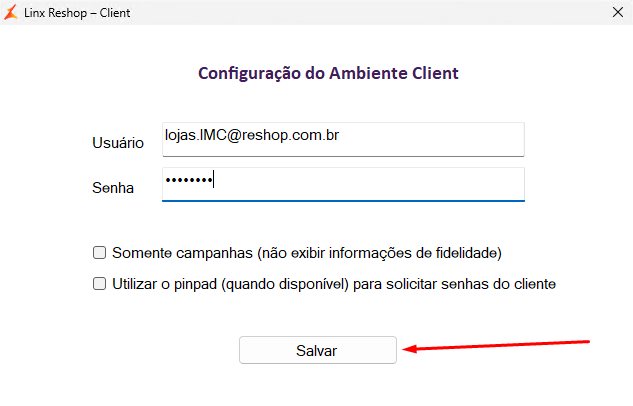 Linx Reshop – Client
Configuração do Ambiente Client
Usuário
lojas.IMC@reshop.com.br
Senha
••••••••
Somente campanhas (não exibir informações de fidelidade)
Utilizar o pinpad (quando disponível) para solicitar senhas do cliente
Salvar